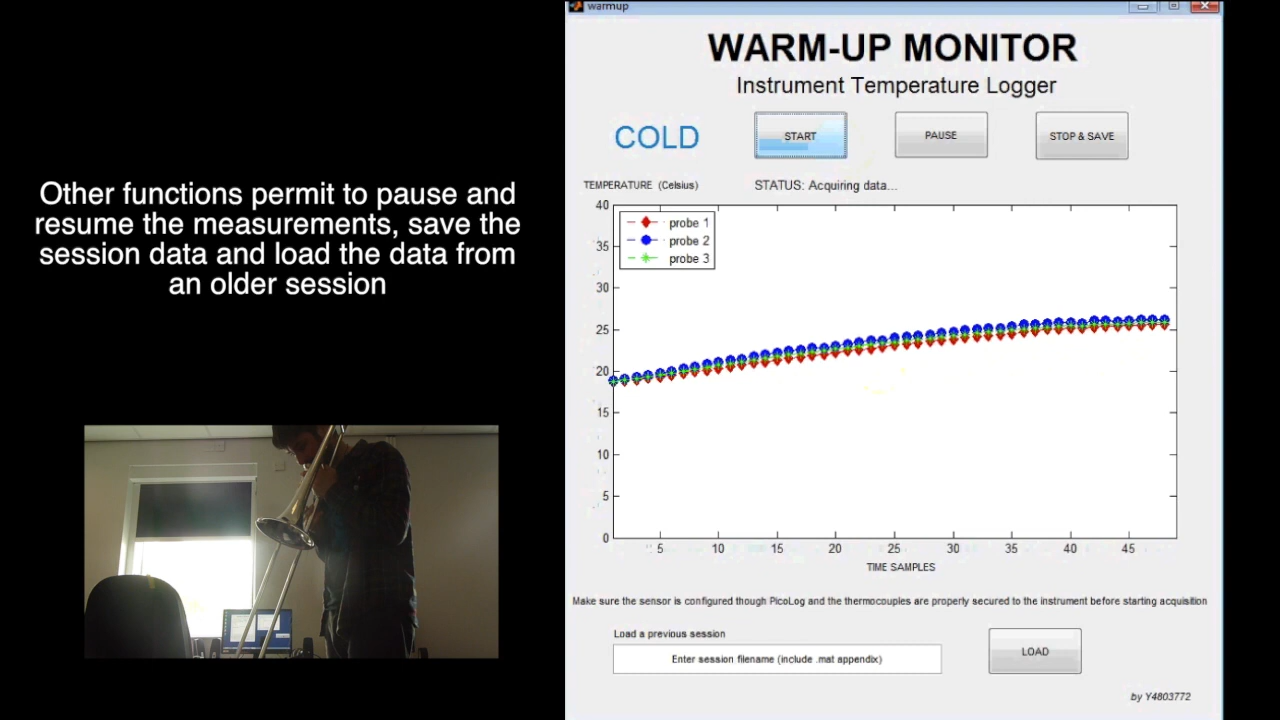 warmup
WARM-UP MONITOR
Instrument Temperature Logger
COLD
START
PAUSE
STOP & SAVE
TEMPERATURE (Celsius)
STATUS: Acquiring data...
Other functions permit to pause and
resume the measurements, save the
session data and load the data from
an older session
probe 1
probe 2
probe 3
40
35
30
25
20
15
10
5
0
5 10 15 20 25 30 35 40 45
TIME SAMPLES
Make sure the sensor is configured though PicoLog and the thermocouples are properly secured to the instrument before starting acquisition
Load a previous session
Enter session filename (include .mat appendix)
LOAD
by Y4803772